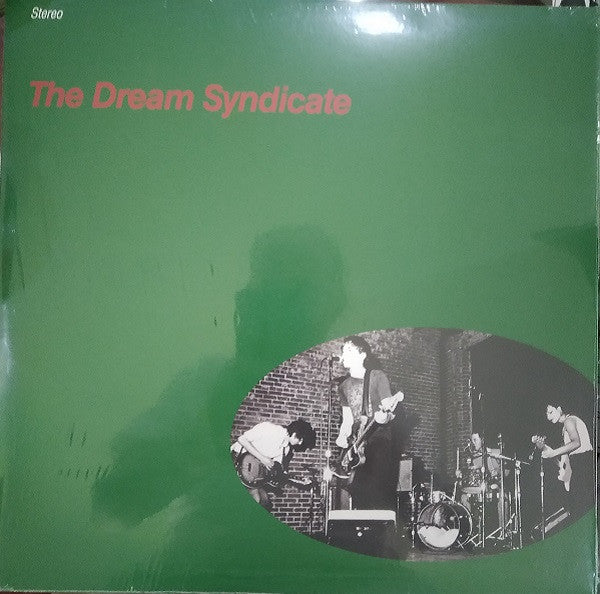 Stereo
The Dream Syndicate